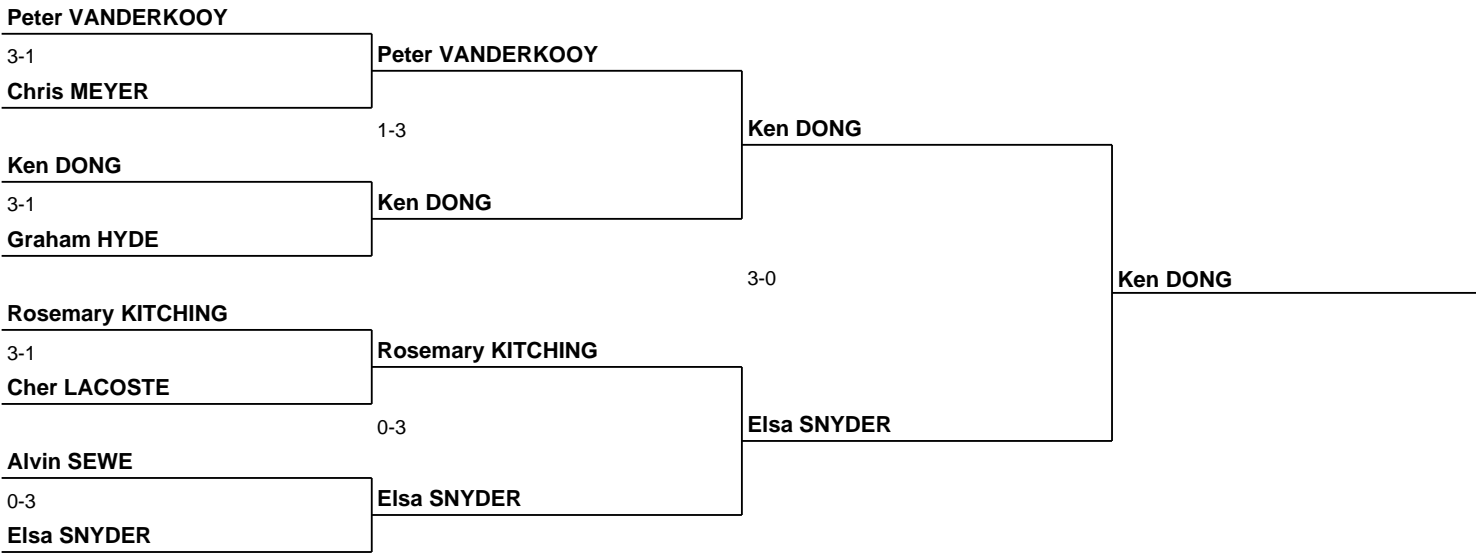 Peter VANDERKOOY
3-1
Peter VANDERKOOY
Chris MEYER
1-3
Ken DONG
Ken DONG
3-1
Ken DONG
Graham HYDE
3-0
Ken DONG
Rosemary KITCHING
3-1
Rosemary KITCHING
Cher LACOSTE
0-3
Elsa SNYDER
Alvin SEWE
0-3
Elsa SNYDER
Elsa SNYDER